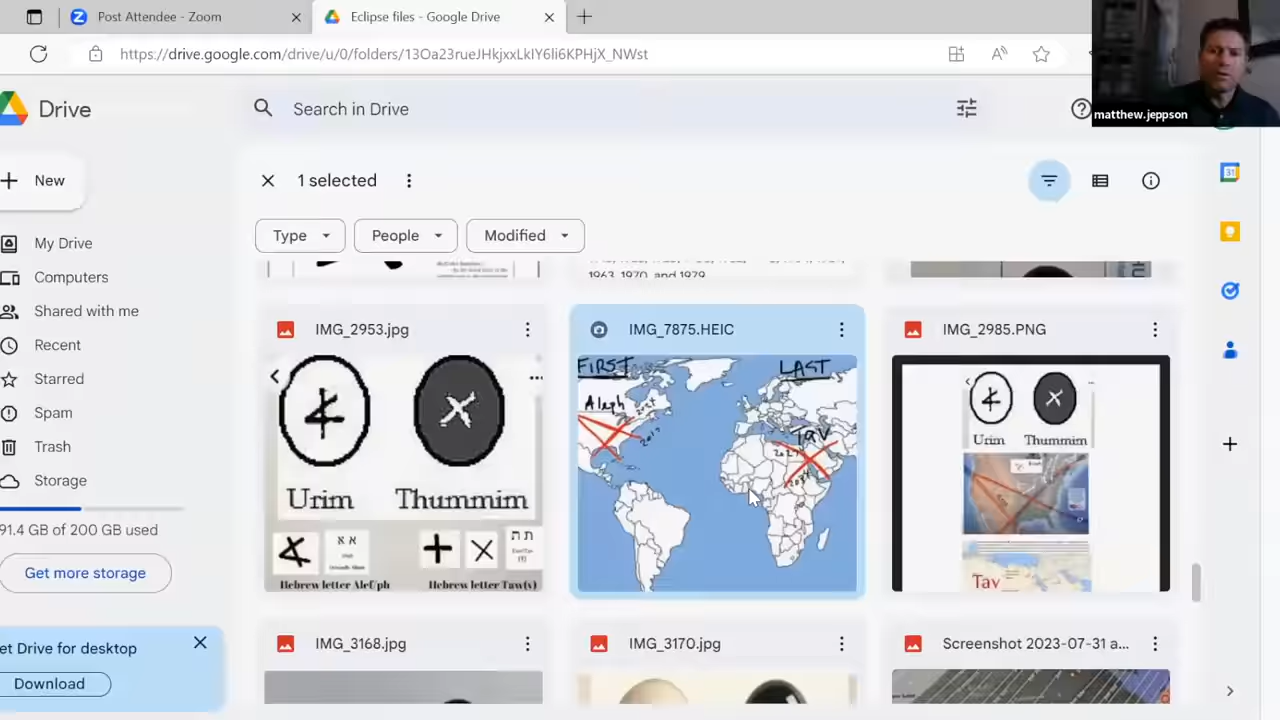 Post Attendee - Zoom
Eclipse files - Google Drive
https://drive.google.com/drive/u/0/folders/13Oa23rueJHkjxxLkIY6li6KPHjX_NWst
Drive
Search in Drive
matthew.jeppson
New
1 selected
Type
People
Modified
My Drive
Computers
Shared with me
Recent
Starred
Spam
Trash
Storage
91.4 GB of 200 GB used
Get more storage
et Drive for desktop
Download
1963, 1970, and 1979
IMG_2953.jpg
Urim
Thummim
א א
ת ת
Hebrew letter Alef/ph
Hebrew letter Taw(s)
IMG_7875.HEIC
FIRST
LAST
Aleph
2017
Tav
IMG_2985.PNG
Urim
Thummim
Tav
IMG_3168.jpg
IMG_3170.jpg
Screenshot 2023-07-31 a...
31